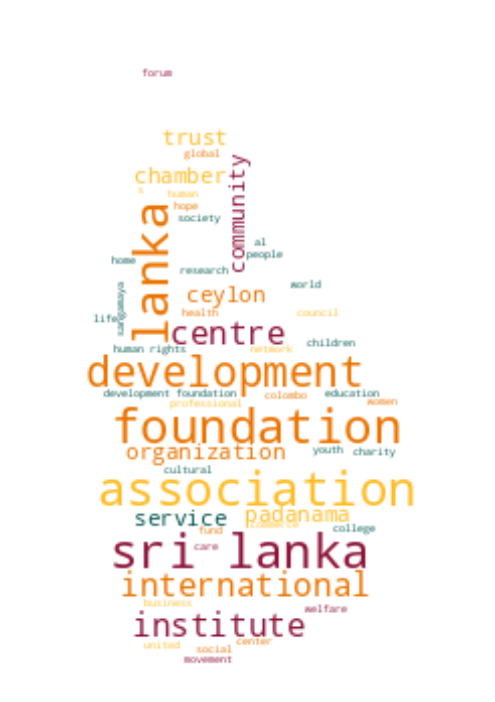 forum
trust
global
community
chamber
s
human
lanka
hope
society
al
people
home
research
sangamaya
world
ceylon
life
health
council
centre
children
human rights
network
development
development foundation
colombo
education
professional
women
foundation
organization
youth
charity
cultural
association
padanama
service
commerce
college
fund
sri lanka
care
international
business
welfare
institute
center
united
social
movement